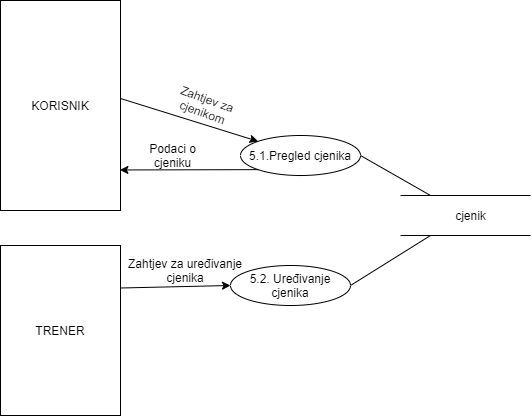 KORISNIK
Zahtjev za
cjenikom
Podaci o
cjeniku
5.1.Pregled cjenika
cjenik
TRENER
Zahtjev za uređivanje
cjenika
5.2. Uređivanje
cjenika